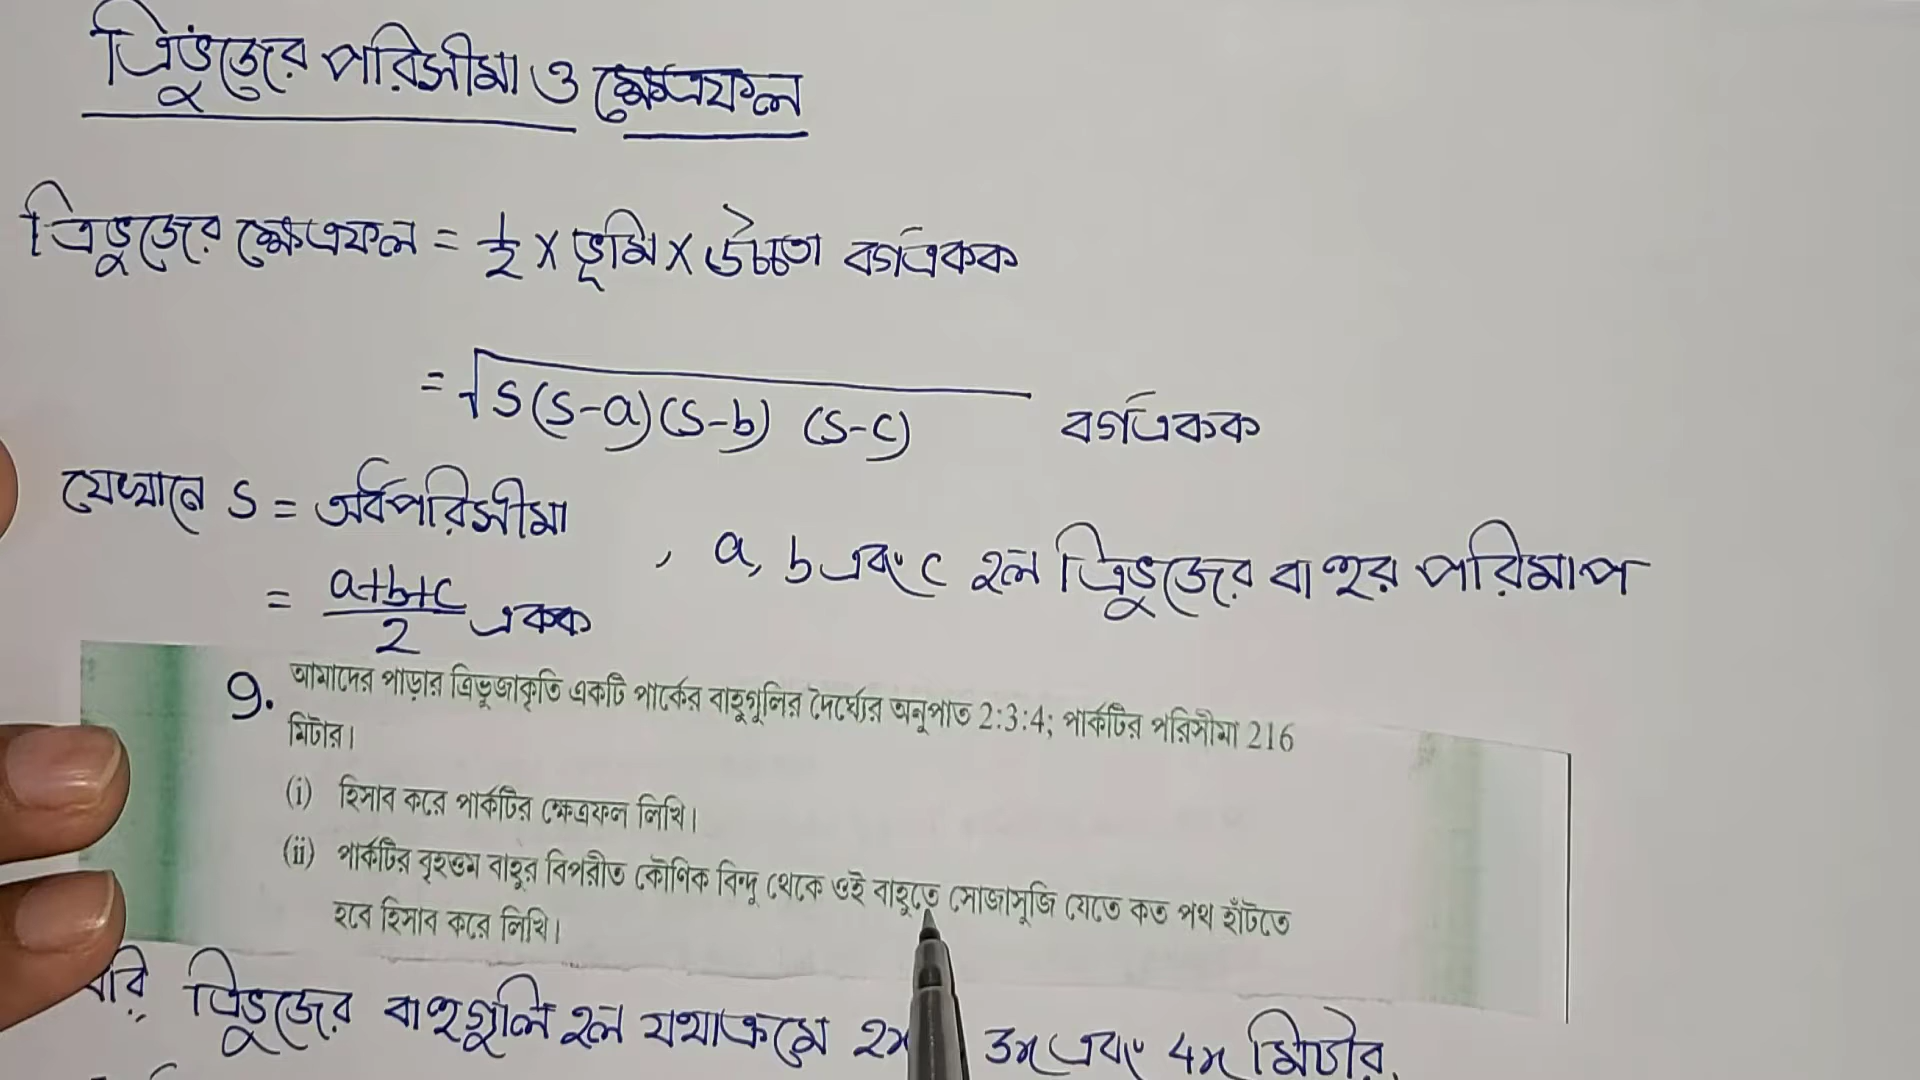 ত্রিভুজের পরিসীমা ও ক্ষেত্রফল
ত্রিভুজের ক্ষেত্রফল = 1/2 × ভূমি × উচ্চতা বর্গএকক
= √s(s-a)(s-b) (s-c) বর্গএকক
যেখানে s = অর্ধপরিসীমা
, a, b এবং c হল ত্রিভুজের বাহুর পরিমাপ
= a+b+c/2 একক
9. আমাদের পাড়ার ত্রিভুজাকৃতি একটি পার্কের বাহুগুলির দৈর্ঘ্যের অনুপাত 2:3:4; পার্কটির পরিসীমা 216
মিটার।
(i) হিসাব করে পার্কটির ক্ষেত্রফল লিখি।
(ii) পার্কটির বৃহত্তম বাহুর বিপরীত কৌণিক বিন্দু থেকে ওই বাহুতে সোজাসুজি যেতে কত পথ হাঁটতে
হবে হিসাব করে লিখি।
ধরি, ত্রিভুজের বাহুগুলি হল যথাক্রমে 2x 3x এবং 4x মিটার.